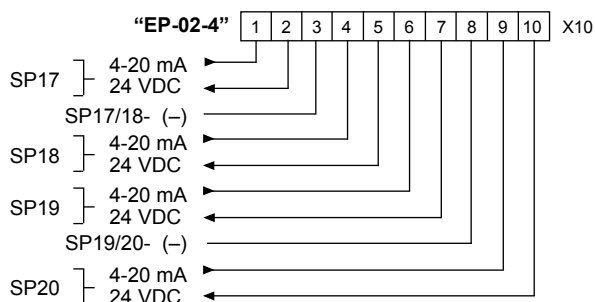 “EP-02-4” 1 2 3 4 5 6 7 8 9 10 X10
SP17 4-20 mA
24 VDC
SP17/18- (–)
SP18 4-20 mA
24 VDC
SP19 4-20 mA
24 VDC
SP19/20- (–)
SP20 4-20 mA
24 VDC